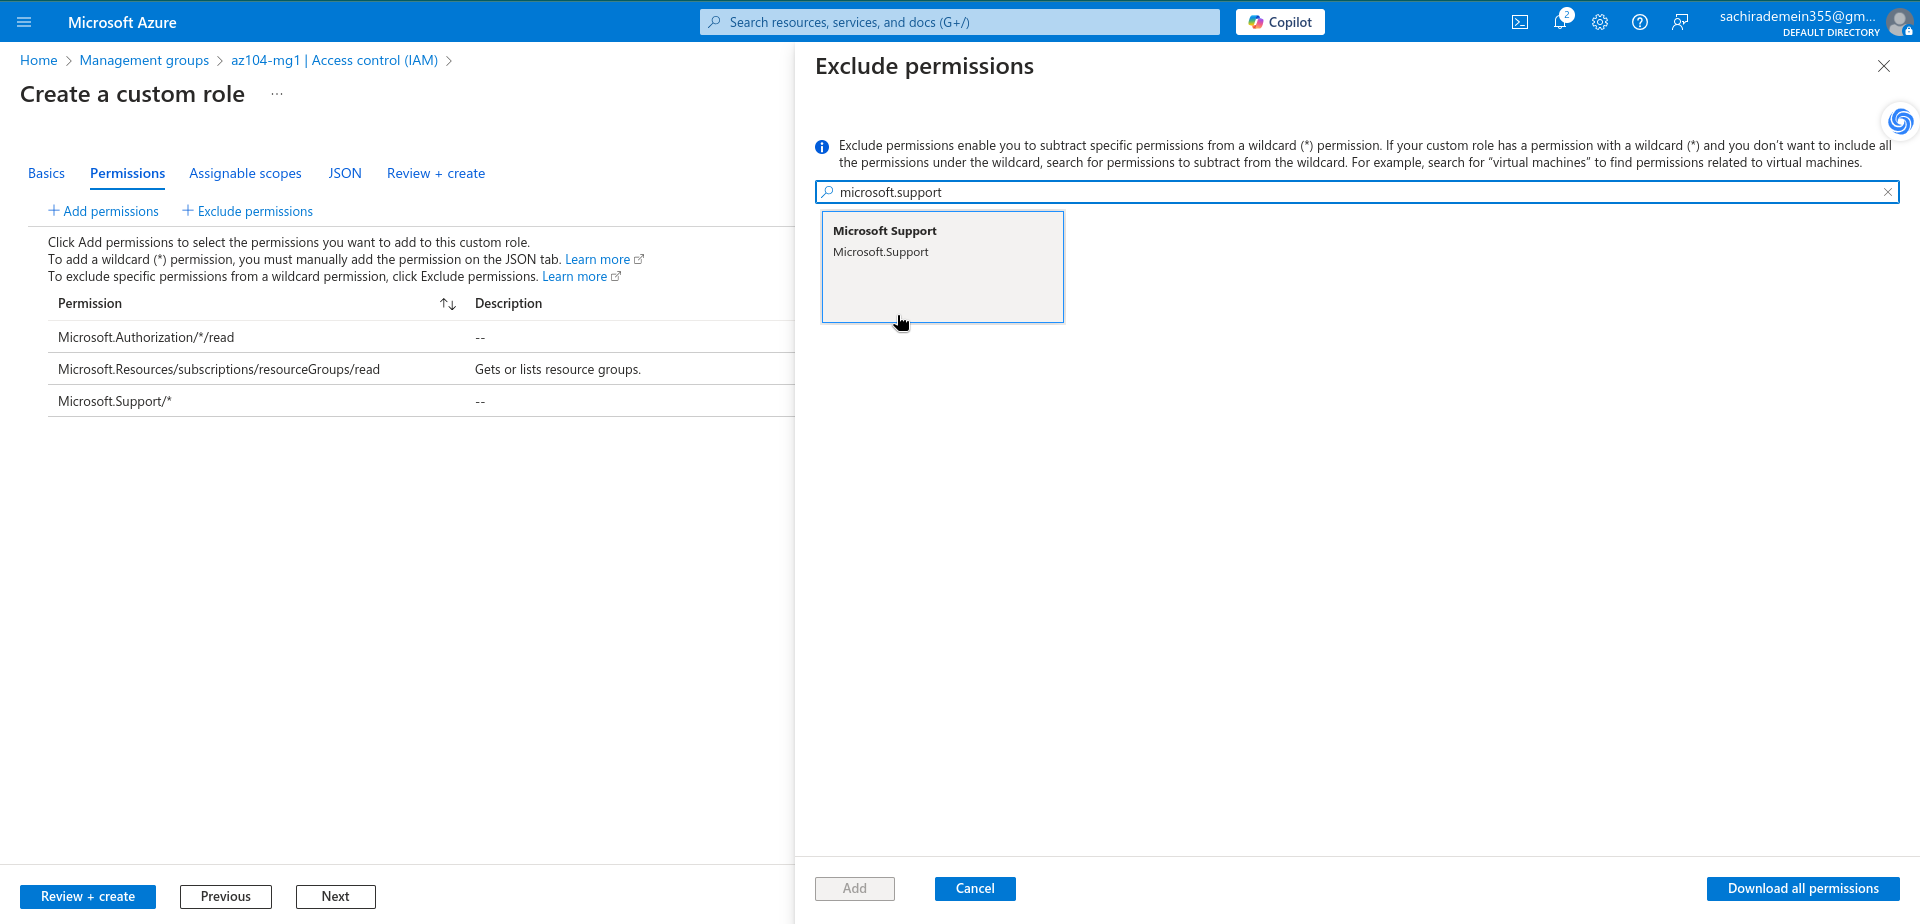 Microsoft Azure
Search resources, services, and docs (G+/)
Copilot
2
sachirademein355@gm...
DEFAULT DIRECTORY
Home > Management groups > az104-mg1 | Access control (IAM) >
Create a custom role ...
Basics Permissions Assignable scopes JSON Review + create
+ Add permissions + Exclude permissions
Click Add permissions to select the permissions you want to add to this custom role.
To add a wildcard (*) permission, you must manually add the permission on the JSON tab. Learn more
To exclude specific permissions from a wildcard permission, click Exclude permissions. Learn more
Permission ↑↓ Description
Microsoft.Authorization/*/read --
Microsoft.Resources/subscriptions/resourceGroups/read Gets or lists resource groups.
Microsoft.Support/* --
Review + create Previous Next
Exclude permissions
Exclude permissions enable you to subtract specific permissions from a wildcard (*) permission. If your custom role has a permission with a wildcard (*) and you don’t want to include all
the permissions under the wildcard, search for permissions to subtract from the wildcard. For example, search for “virtual machines” to find permissions related to virtual machines.
microsoft.support
Microsoft Support
Microsoft.Support
Add Cancel Download all permissions